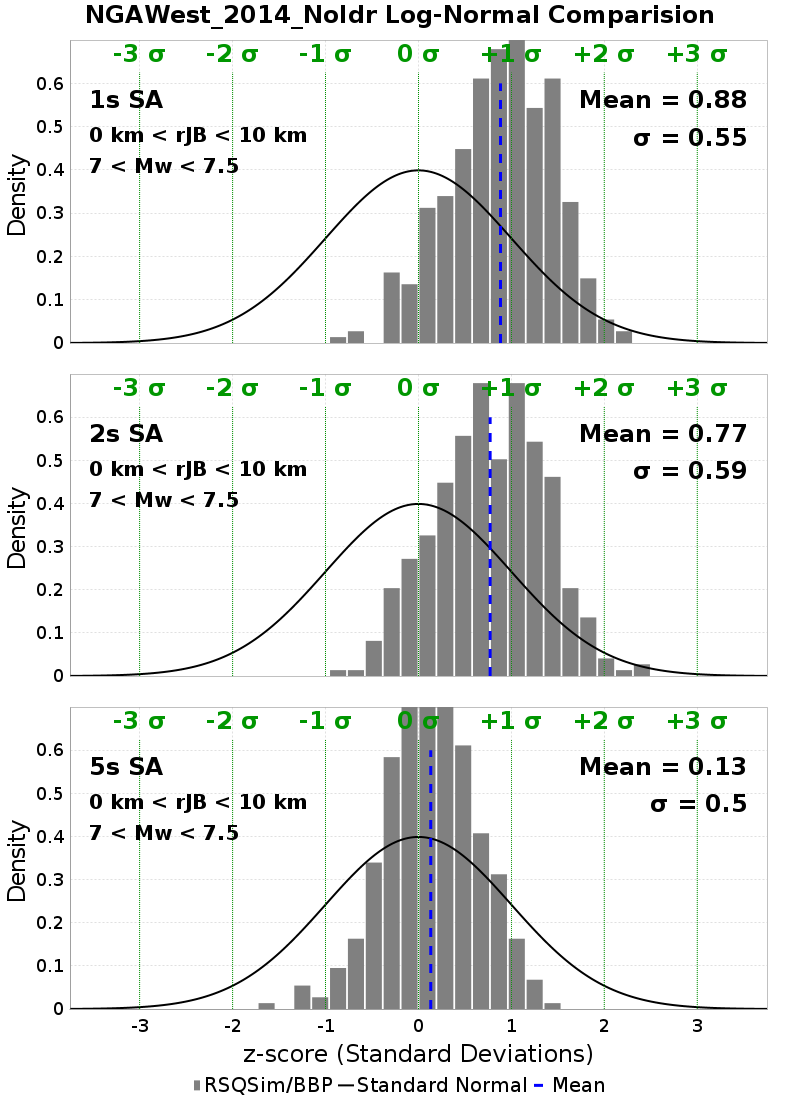 NGAWest_2014_NoIdr Log-Normal Comparision
-3 σ -2 σ -1 σ 0 σ +1 σ +2 σ +3 σ
1s SA
Mean = 0.88
0 km < rJB < 10 km
σ = 0.55
7 < Mw < 7.5
Density
0.6
0.5
0.4
0.3
0.2
0.1
0
-3 σ -2 σ -1 σ 0 σ +1 σ +2 σ +3 σ
2s SA
Mean = 0.77
0 km < rJB < 10 km
σ = 0.59
7 < Mw < 7.5
Density
0.6
0.5
0.4
0.3
0.2
0.1
0
-3 σ -2 σ -1 σ 0 σ +1 σ +2 σ +3 σ
5s SA
Mean = 0.13
0 km < rJB < 10 km
σ = 0.5
7 < Mw < 7.5
Density
0.6
0.5
0.4
0.3
0.2
0.1
0
-3 -2 -1 0 1 2 3
z-score (Standard Deviations)
RSQSim/BBP Standard Normal Mean